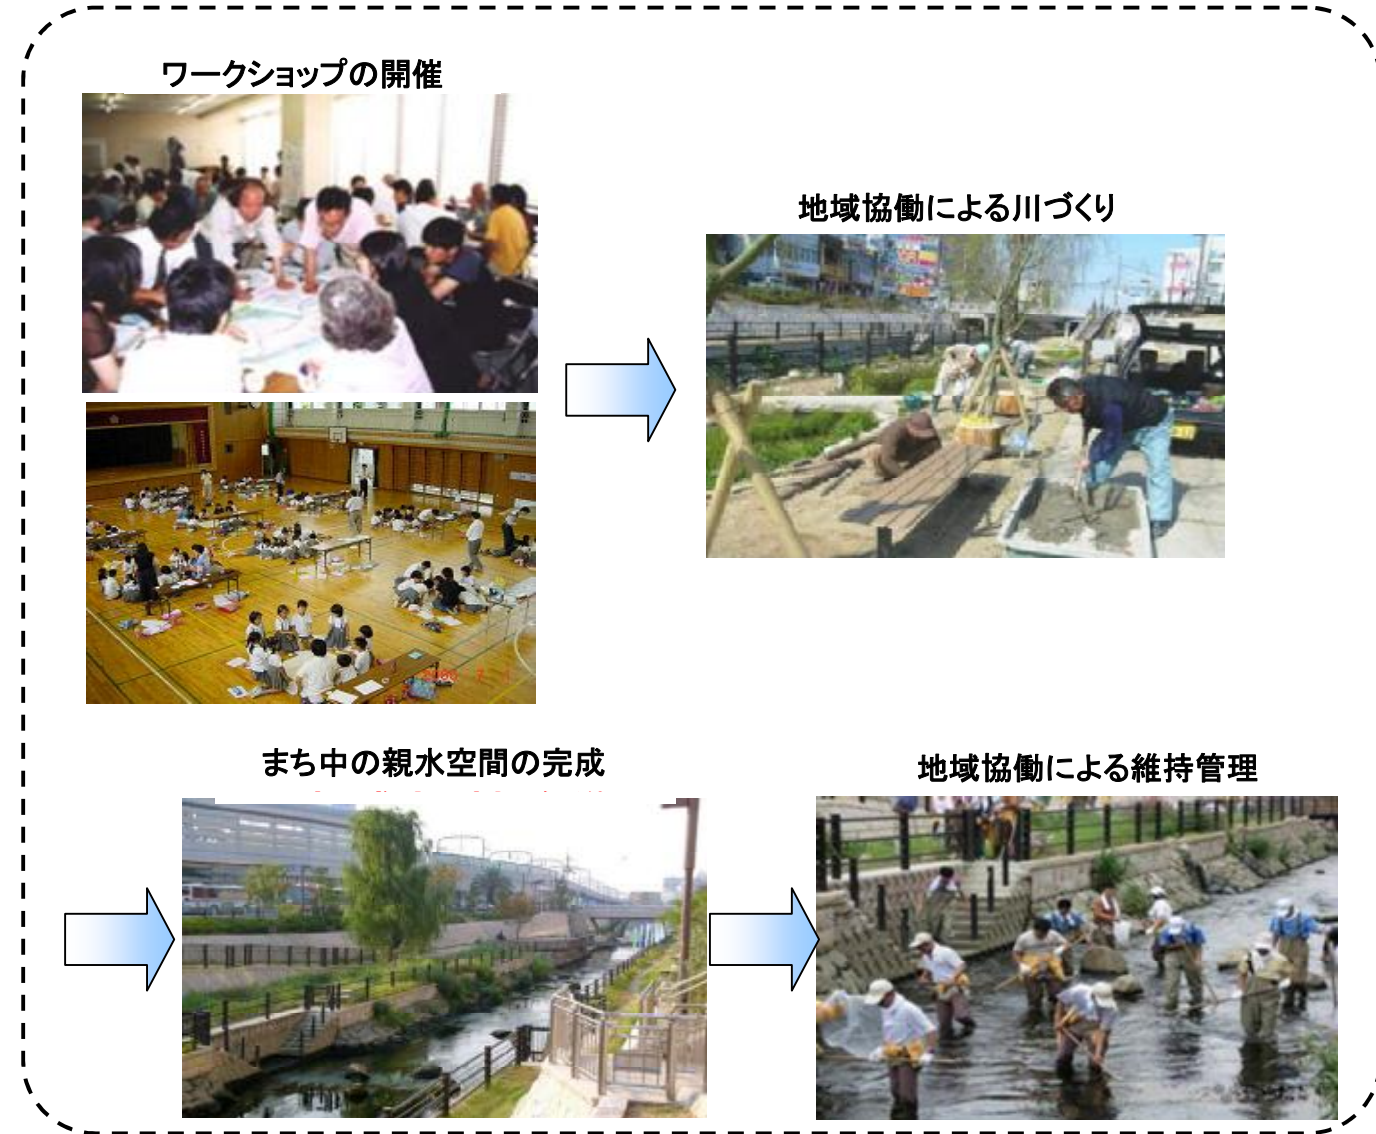 ワークショップの開催
地域協働による川づくり
まち中の親水空間の完成
地域協働による維持管理